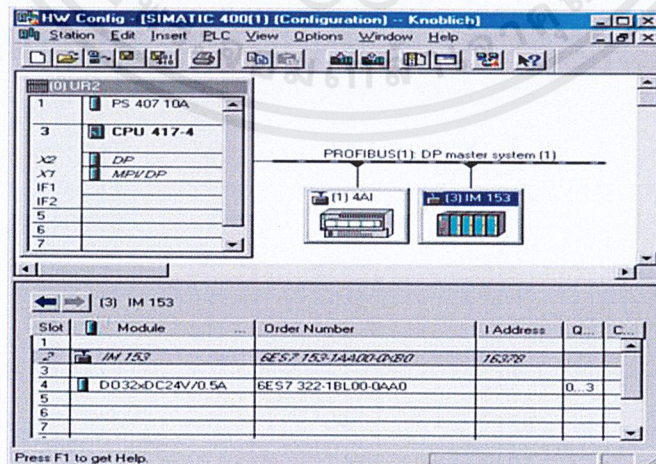 HW Config - [SIMATIC 400(1) (Configuration) -- Knoblich]
Station Edit Insert PLC View Options Window Help
(0) UR2
1 PS 407 10A
3 CPU 417-4
X2 DP
X1 MPI/DP
IF1
IF2
5
6
7
PROFIBUS(1): DP master system (1)
(1) 4AI
(3) IM 153
(3) IM 153
Slot Module ... Order Number I Address Q... C...
1
2 IM 153 6ES7 153-1AA00-0XB0 16378
3
4 DO32xDC24V/0.5A 6ES7 322-1BL00-0AA0 0...3
5
6
7
Press F1 to get Help.